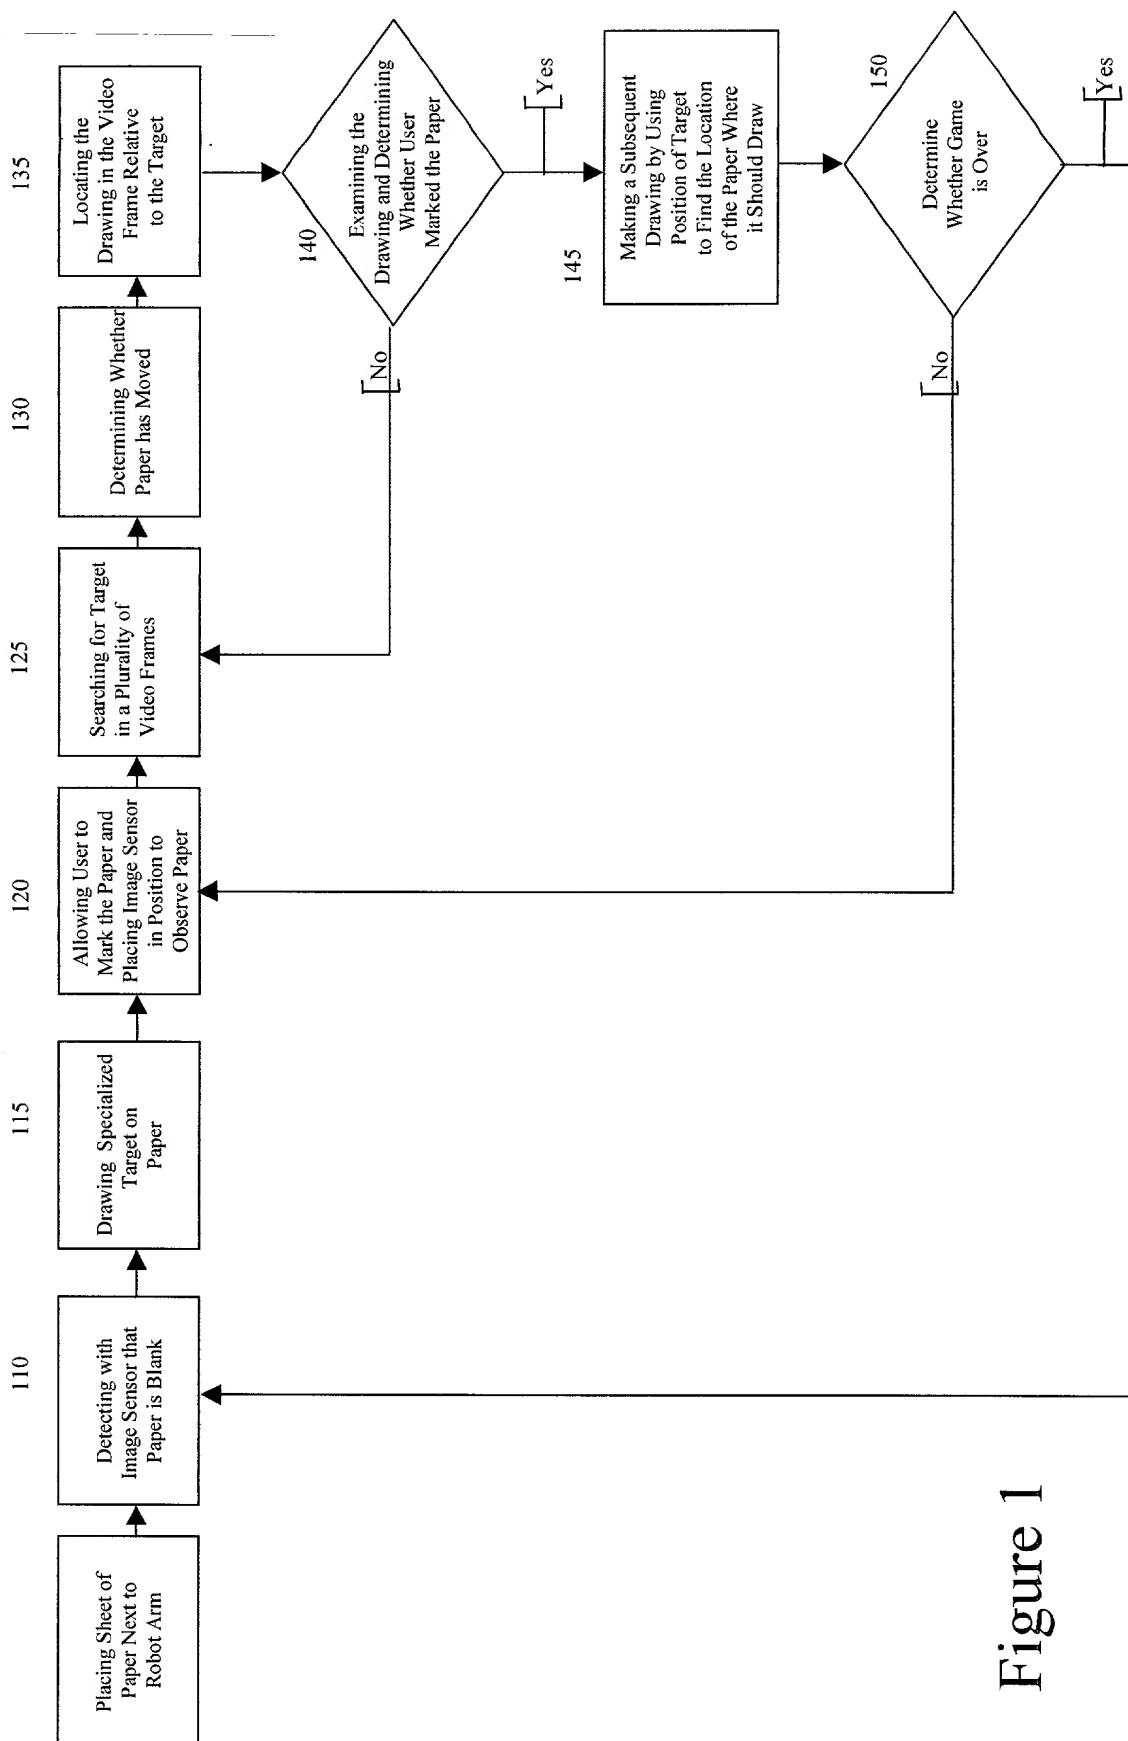 Placing Sheet of
Paper Next to
Robot Arm
110
Detecting with
Image Sensor that
Paper is Blank
115
Drawing Specialized
Target on
Paper
120
Allowing User to
Mark the Paper and
Placing Image Sensor
in Position to
Observe Paper
125
Searching for Target
in a Plurality of
Video Frames
130
Determining Whether
Paper has Moved
135
Locating the
Drawing in the Video
Frame Relative
to the Target
140
Examining the
Drawing and Determining
Whether User
Marked the Paper
No
Yes
145
Making a Subsequent
Drawing by Using
Position of Target
to Find the Location
of the Paper Where
it Should Draw
150
Determine
Whether Game
is Over
No
Yes
Figure 1